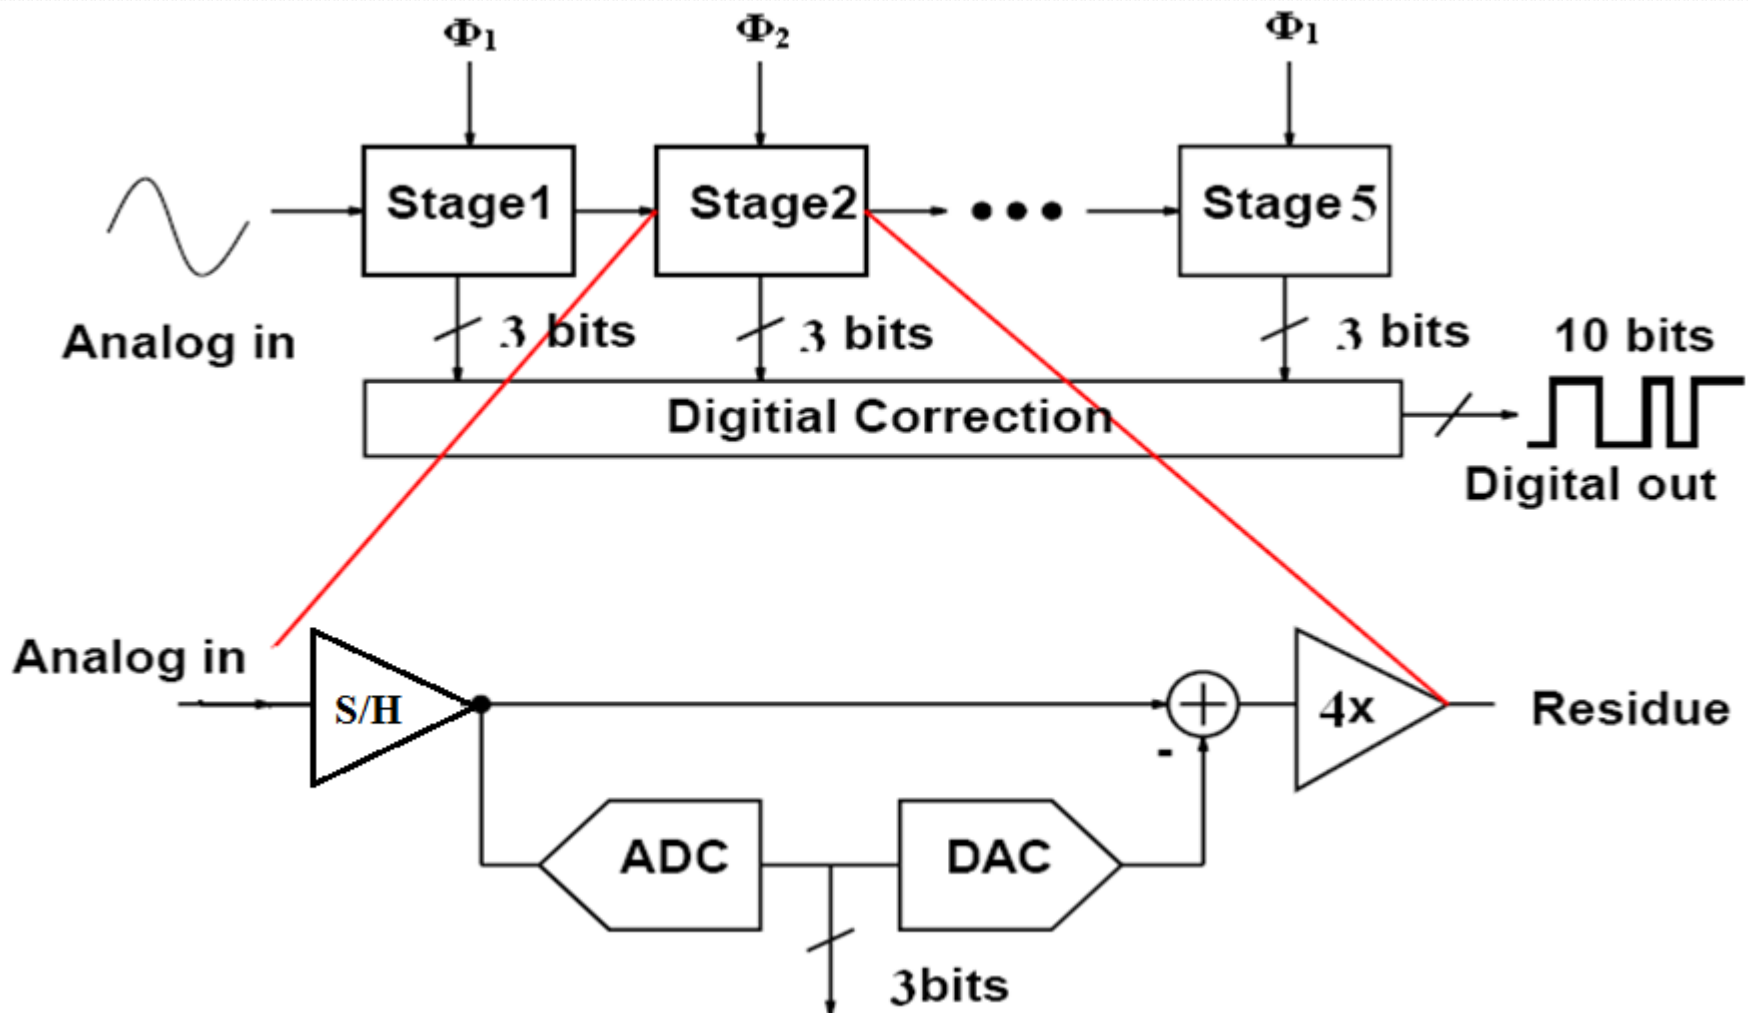 Φ1
Φ2
Φ1
Stage1
Stage2
Stage 5
Analog in
3 bits
3 bits
3 bits
10 bits
Digitial Correction
Digital out
Analog in
S/H
4x
Residue
-
ADC
DAC
3bits